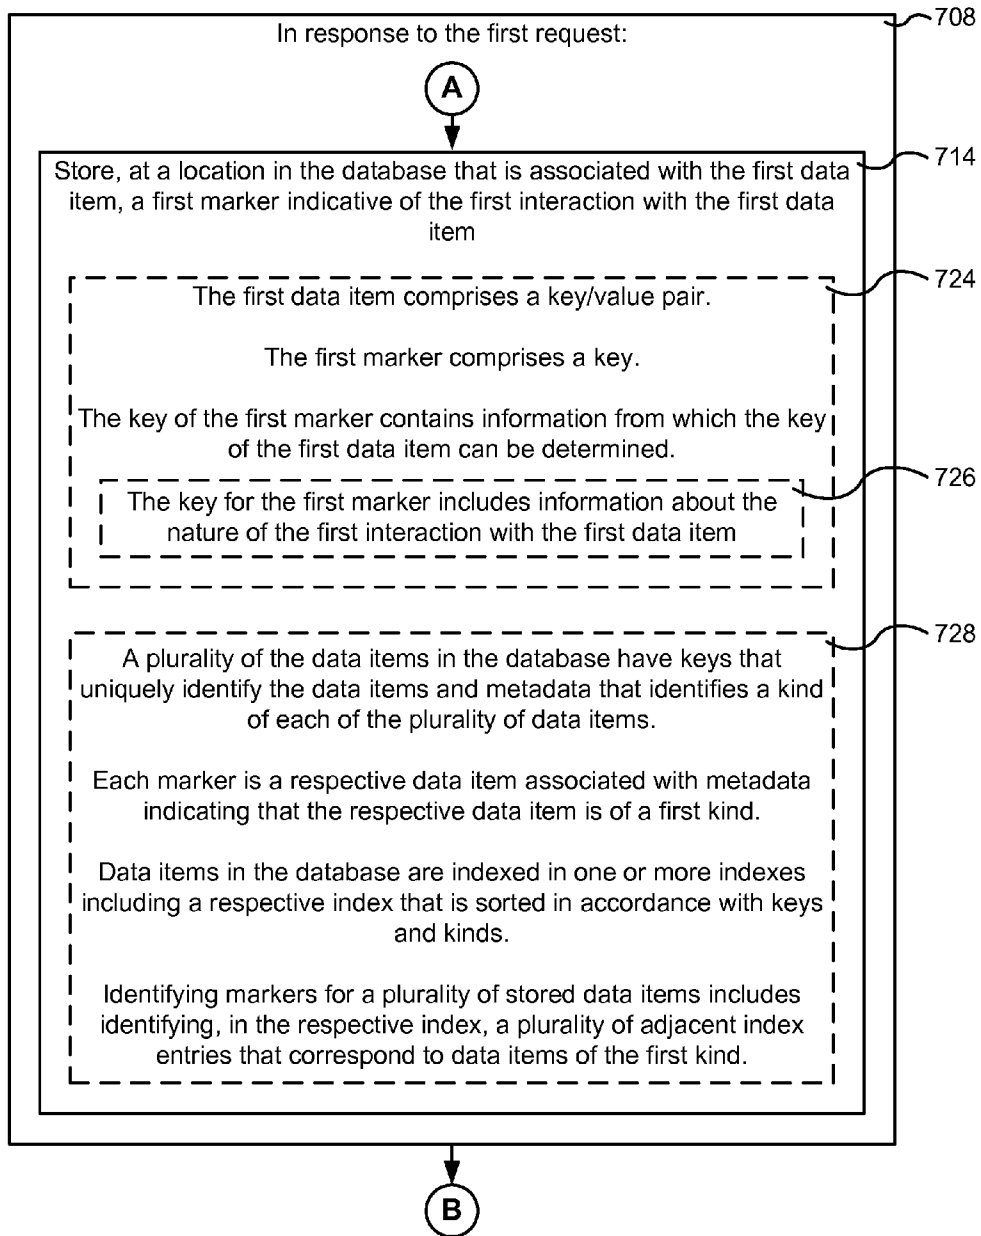 In response to the first request:
708
A
Store, at a location in the database that is associated with the first data
item, a first marker indicative of the first interaction with the first data
item
714
The first data item comprises a key/value pair.
724
The first marker comprises a key.
The key of the first marker contains information from which the key
of the first data item can be determined.
The key for the first marker includes information about the
nature of the first interaction with the first data item
726
A plurality of the data items in the database have keys that
uniquely identify the data items and metadata that identifies a kind
of each of the plurality of data items.
728
Each marker is a respective data item associated with metadata
indicating that the respective data item is of a first kind.
Data items in the database are indexed in one or more indexes
including a respective index that is sorted in accordance with keys
and kinds.
Identifying markers for a plurality of stored data items includes
identifying, in the respective index, a plurality of adjacent index
entries that correspond to data items of the first kind.
B